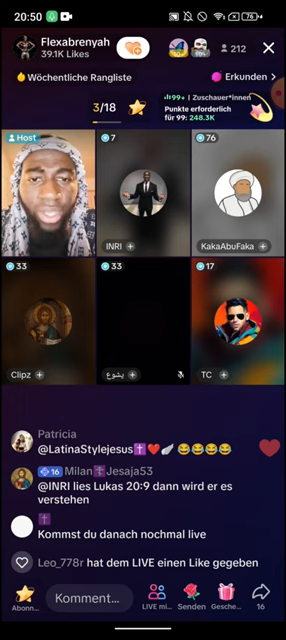 20:50
76
Flexabrenyah
39.1K Likes
212
Wöchentliche Rangliste
Erkunden >
3/18
99+ | Zuschauer*innen
Punkte erforderlich
für 99: 248.3K
Host
7
76
INRI +
KakaAbuFaka +
33
33
17
Clipz +
يشوع +
TC +
Patricia
@LatinaStylejesus✝️❤️🪽😂😂😂😂
16 Milan✝️Jesaja53
@INRI lies Lukas 20:9 dann wird er es
verstehen
✝️
Kommst du danach nochmal live
Leo_778r hat dem LIVE einen Like gegeben
Kommentar...
Abonn...
LIVE mi...
Senden
Gesche...
16